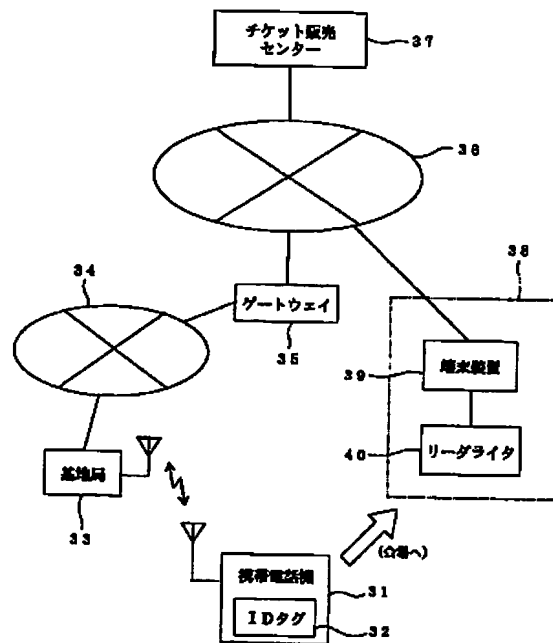 チケット販売
センター
37
36
34
38
ゲートウェイ
35
端末装置
39
基地局
リーダライタ
40
33
(会場へ)
携帯電話機
31
IDタグ
32